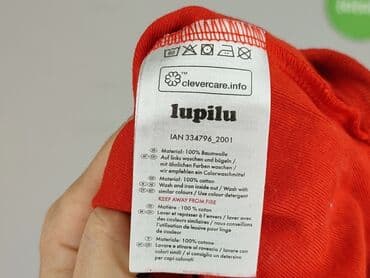 clevercare.info
lupilu
IAN 334796_2001
Material: 100% Baumwolle
Auf links waschen und bügeln /
mit ähnlichen Farben waschen /
wir empfehlen ein Colorwaschmittel
Material: 100% cotton
Wash and iron inside out / Wash with
similar colours / Use colour detergent
KEEP AWAY FROM FIRE
Matière : 100 % coton
Laver et repasser à l'envers / laver avec
des couleurs similaires / nous conseillons
l'utilisation de lessive pour linge
de couleur
Materiale: 100% cotone
Lavare e stirare al rovescio / lavare con
colori simili / si consiglia un detersivo
per capi colorati